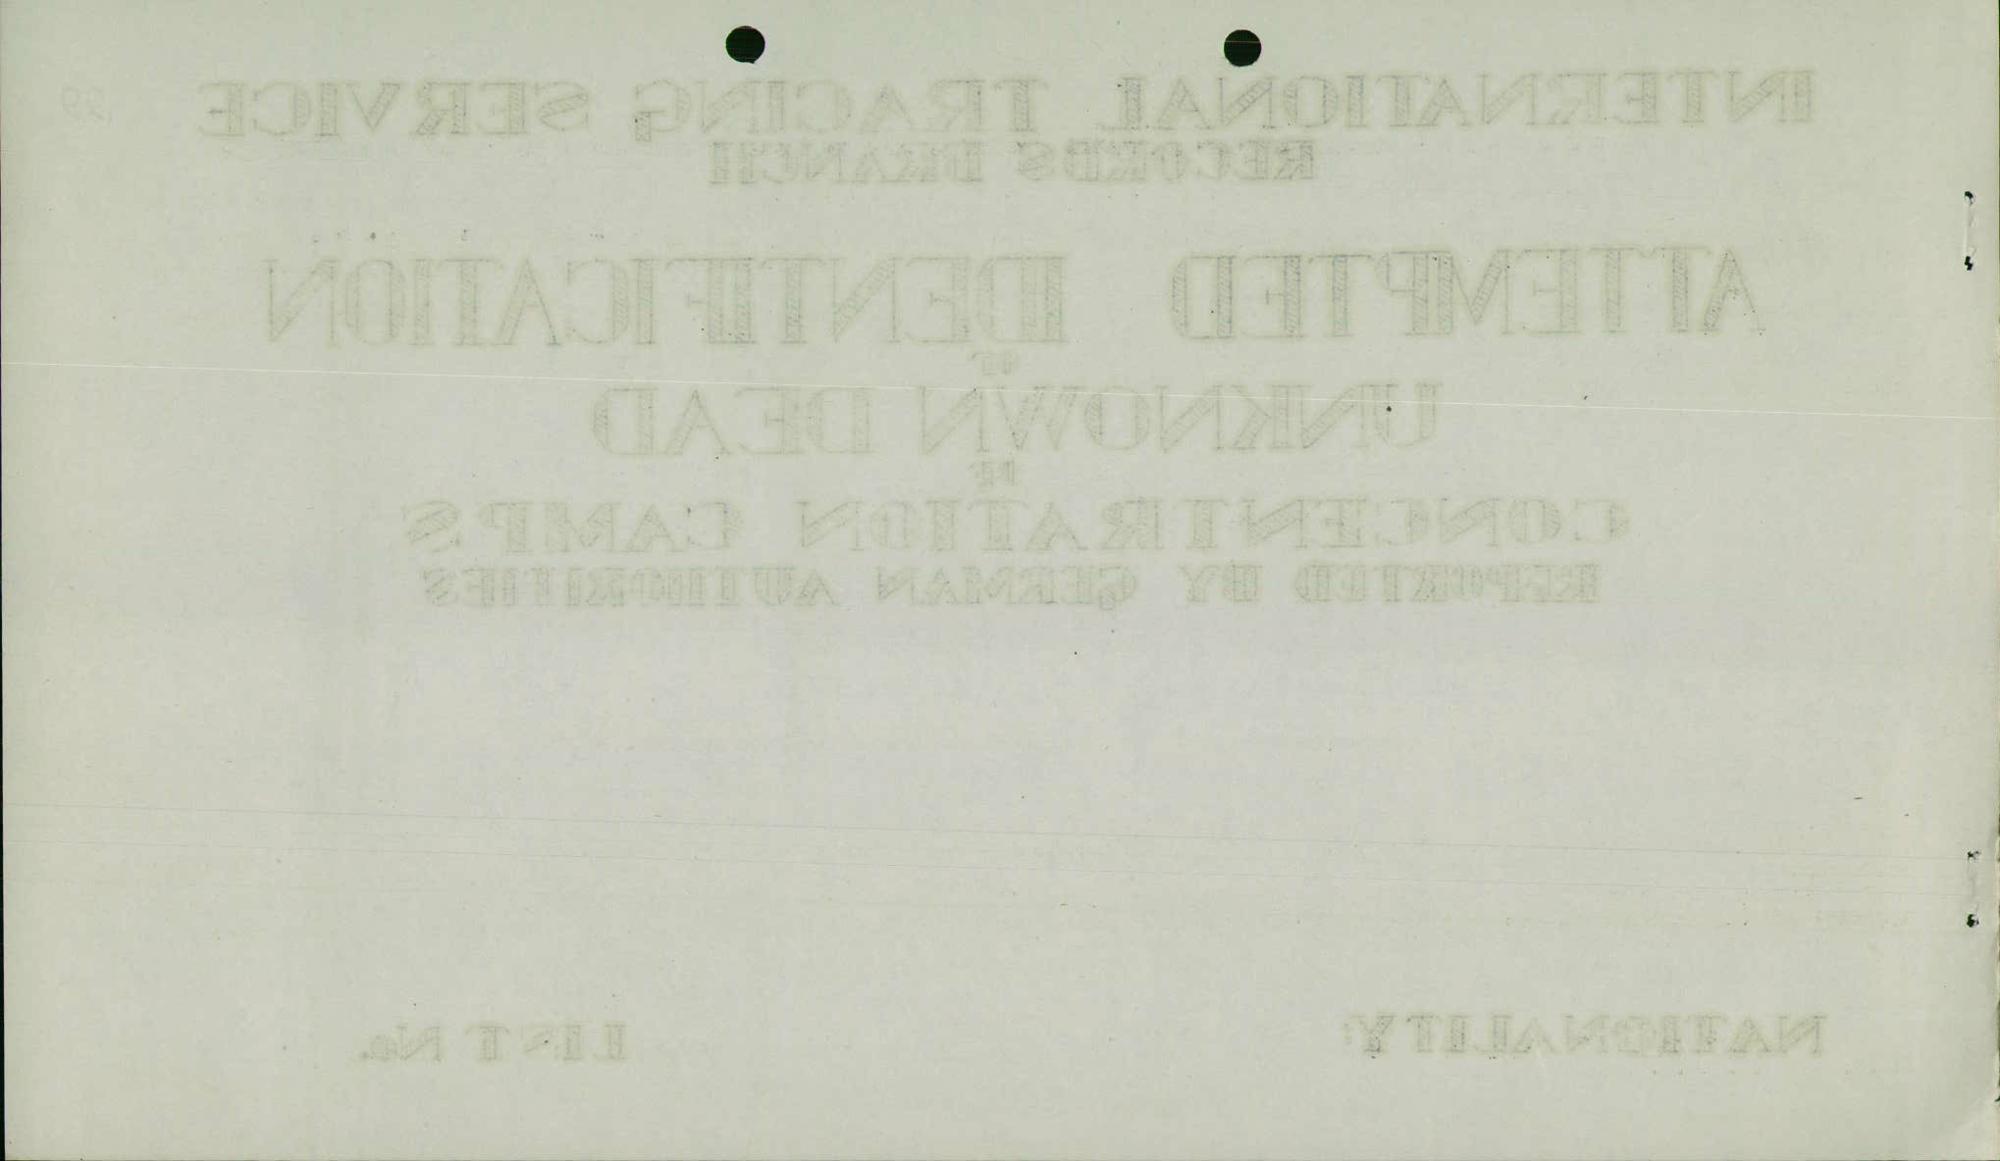 INTERNATIONAL TRACING SERVICE
RECORDS BRANCH
ATTEMPTED IDENTIFICATION
OF
UNKNOWN DEAD
OF
CONCENTRATION CAMPS
REPORTED BY GERMAN AUTHORITIES
NATIONALITY: LIST No.